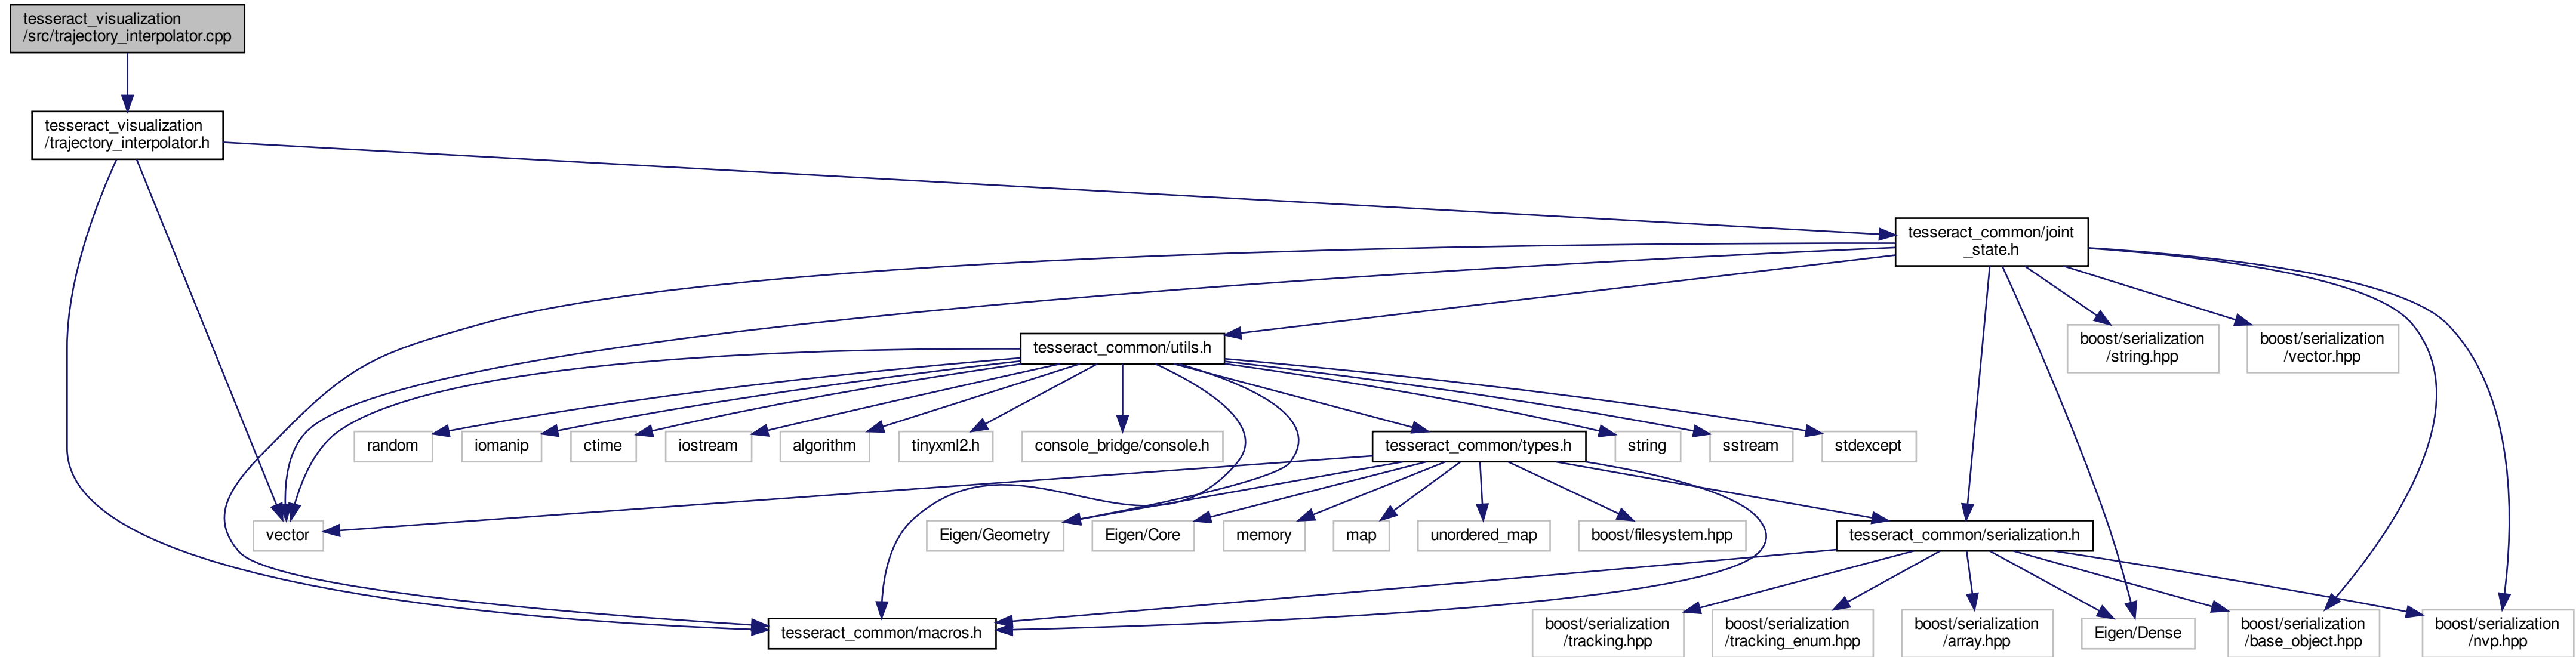 tesseract_visualization
/src/trajectory_interpolator.cpp
tesseract_visualization
/trajectory_interpolator.h
tesseract_common/joint
_state.h
tesseract_common/utils.h
boost/serialization
/string.hpp
boost/serialization
/vector.hpp
random
iomanip
ctime
iostream
algorithm
tinyxml2.h
console_bridge/console.h
tesseract_common/types.h
string
sstream
stdexcept
vector
Eigen/Geometry
Eigen/Core
memory
map
unordered_map
boost/filesystem.hpp
tesseract_common/serialization.h
tesseract_common/macros.h
boost/serialization
/tracking.hpp
boost/serialization
/tracking_enum.hpp
boost/serialization
/array.hpp
Eigen/Dense
boost/serialization
/base_object.hpp
boost/serialization
/nvp.hpp